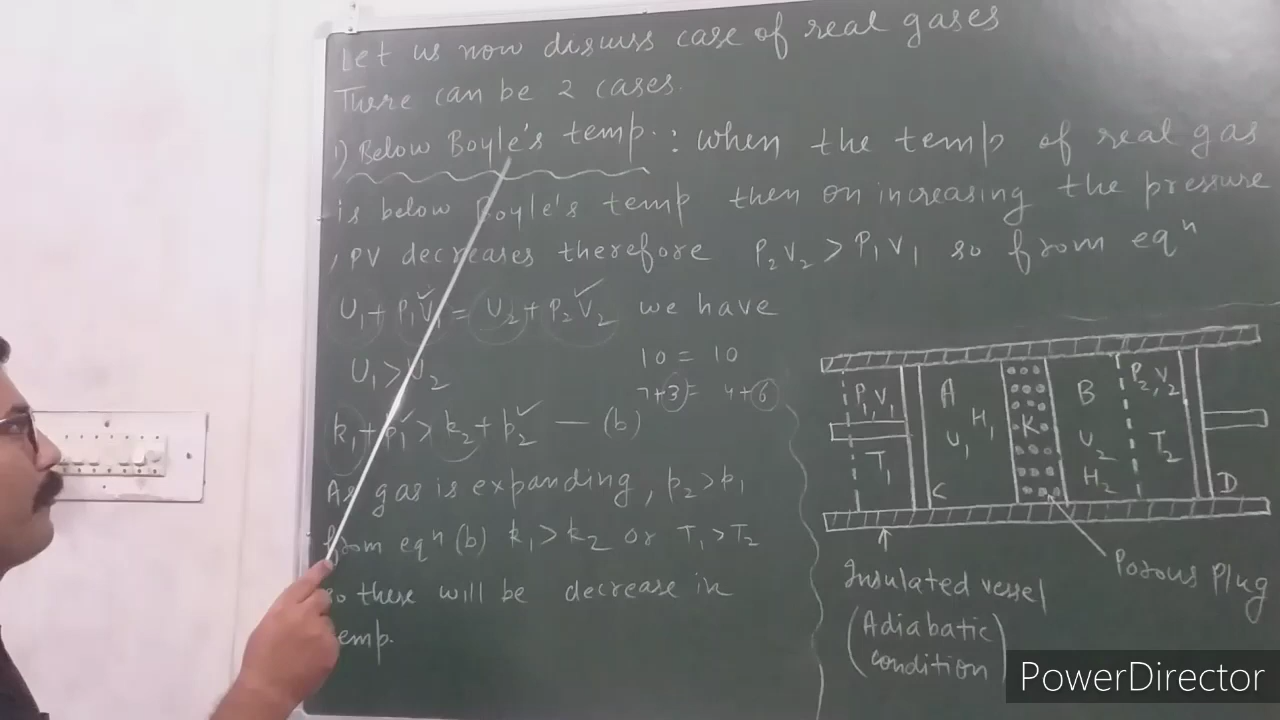 Let us now discuss case of real gases
There can be 2 cases.
1) Below Boyle's temp. : when the temp of real gas
is below Boyle's temp then on increasing the pressure
, PV decreases therefore P₂V₂ > P₁V₁ so from eqⁿ
U₁ + P₁V₁ = U₂ + P₂V₂ we have
U₁ > U₂
10 = 10
7+3 = 4+6
k₁ + p₁ > k₂ + p₂ — (b)
As gas is expanding, p₂ > p₁
from eqⁿ (b) k₁ > k₂ or T₁ > T₂
so there will be decrease in
temp.
P₁,V₁ A H₁ K B P₂,V₂
T₁ U₁ U₂ T₂
C H₂ D
Porous Plug
Insulated vessel
(Adiabatic
condition)
PowerDirector